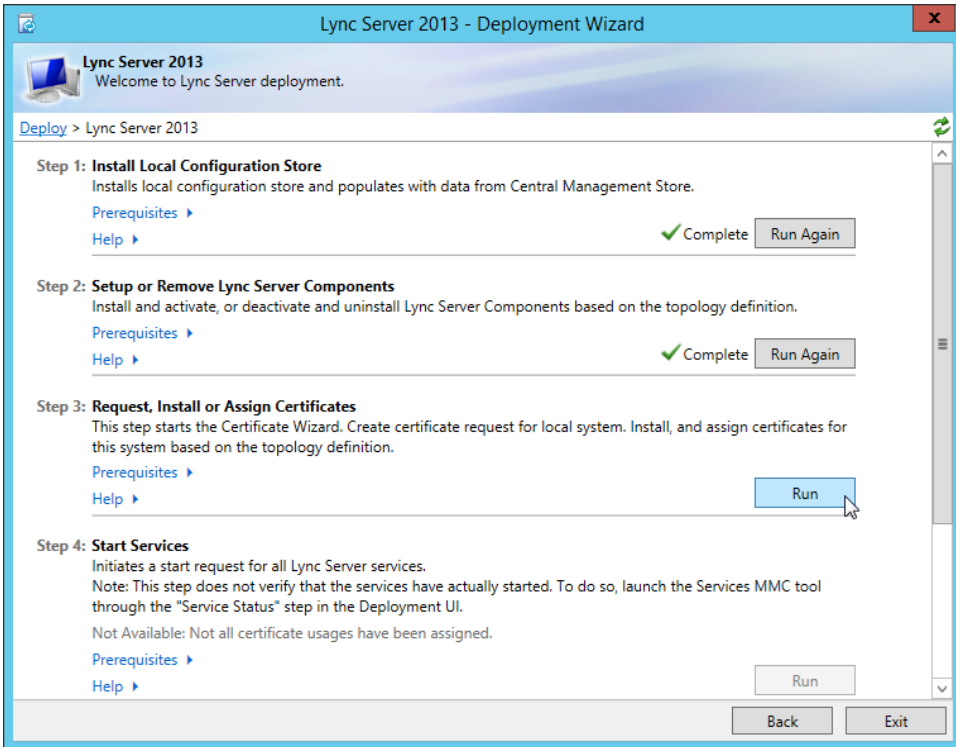 Lync Server 2013 - Deployment Wizard
x
Lync Server 2013
Welcome to Lync Server deployment.
Deploy > Lync Server 2013
Step 1: Install Local Configuration Store
Installs local configuration store and populates with data from Central Management Store.
Prerequisites
Help
Complete Run Again
Step 2: Setup or Remove Lync Server Components
Install and activate, or deactivate and uninstall Lync Server Components based on the topology definition.
Prerequisites
Help
Complete Run Again
Step 3: Request, Install or Assign Certificates
This step starts the Certificate Wizard. Create certificate request for local system. Install, and assign certificates for
this system based on the topology definition.
Prerequisites
Help
Run
Step 4: Start Services
Initiates a start request for all Lync Server services.
Note: This step does not verify that the services have actually started. To do so, launch the Services MMC tool
through the "Service Status" step in the Deployment UI.
Not Available: Not all certificate usages have been assigned.
Prerequisites
Help
Run
Back Exit